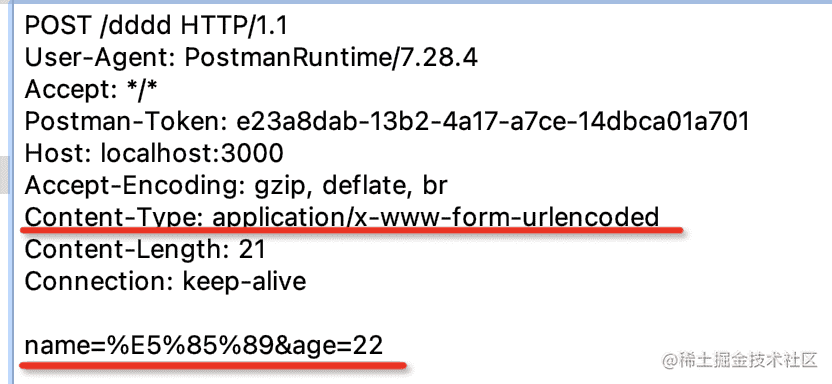 POST /dddd HTTP/1.1
User-Agent: PostmanRuntime/7.28.4
Accept: */*
Postman-Token: e23a8dab-13b2-4a17-a7ce-14dbca01a701
Host: localhost:3000
Accept-Encoding: gzip, deflate, br
Content-Type: application/x-www-form-urlencoded
Content-Length: 21
Connection: keep-alive
name=%E5%85%89&age=22
@稀土掘金技术社区